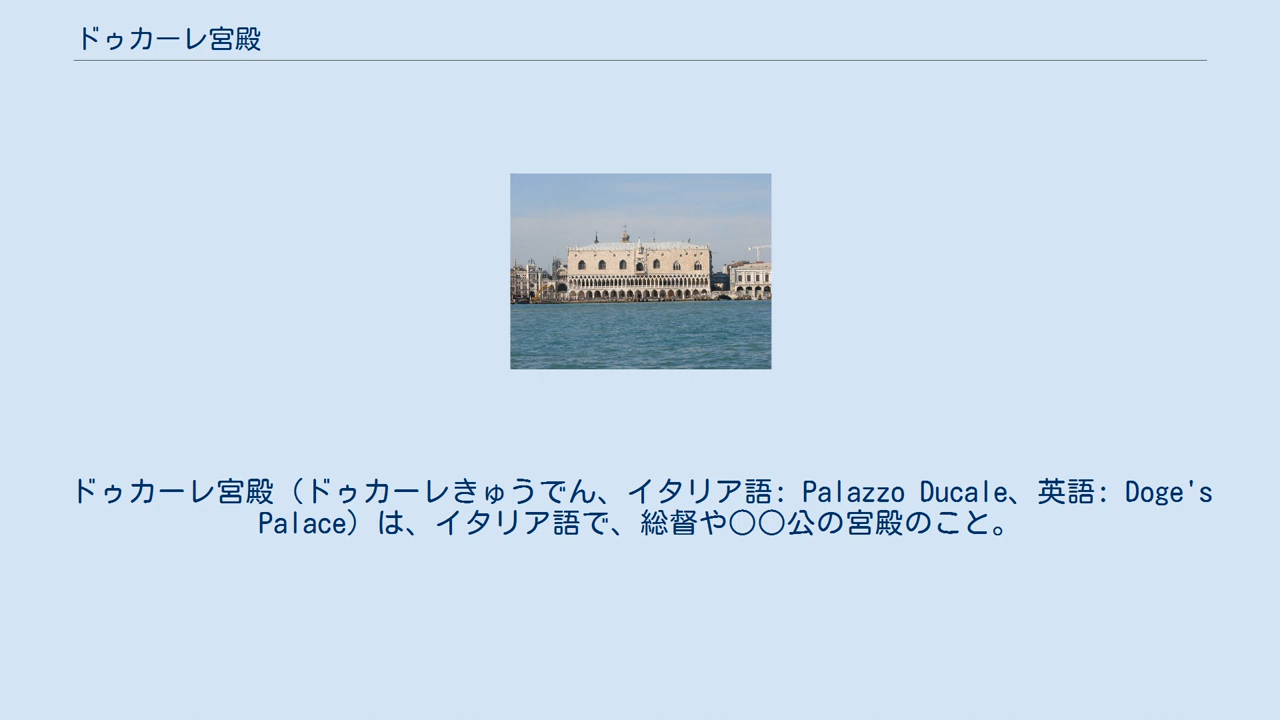 ドゥカーレ宮殿
ドゥカーレ宮殿（ドゥカーレきゅうでん、イタリア語: Palazzo Ducale、英語: Doge's
Palace）は、イタリア語で、総督や〇〇公の宮殿のこと。